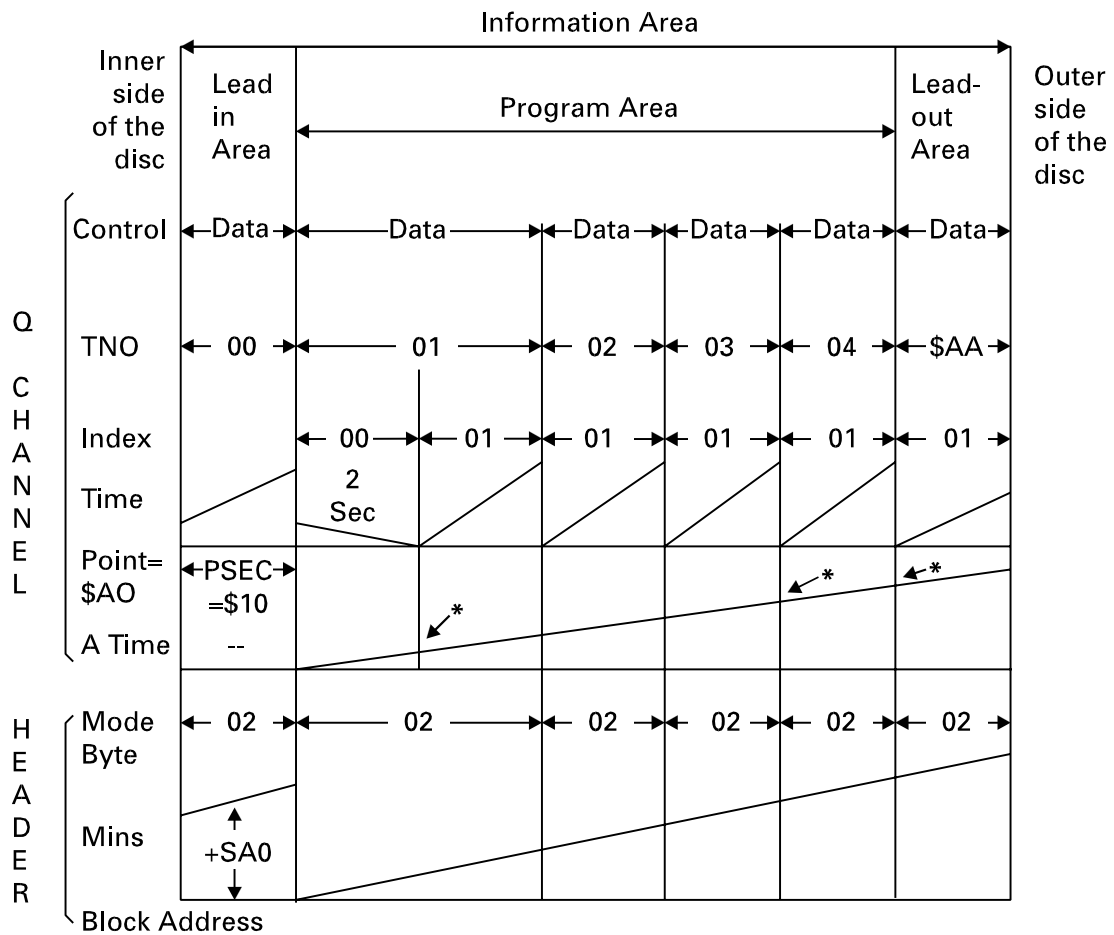 Information Area
Inner
side
of the
disc
Lead
in
Area
Program Area
Lead-
out
Area
Outer
side
of the
disc
Q CHANNEL
Control Data Data Data Data Data Data
TNO 00 01 02 03 04 $AA
Index 00 01 01 01 01 01
Time
2
Sec
Point=
$AO
PSEC
=$10
* * *
A Time --
HEADER
Mode
Byte
02 02 02 02 02 02
Mins
+SA0
Block Address